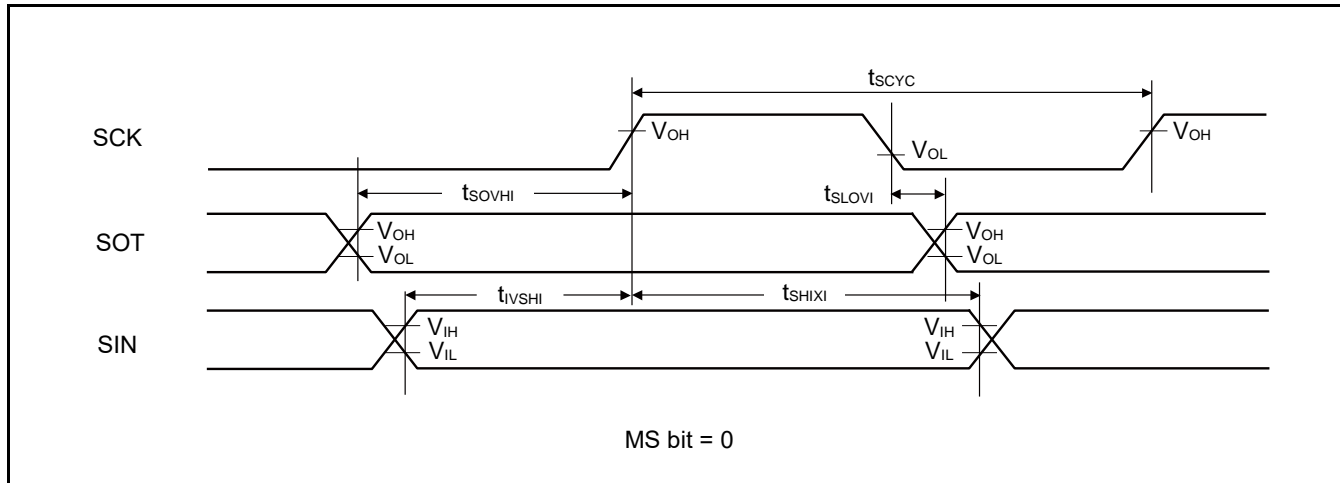 tSCYC
SCK
VOH
VOL
VOH
tSOVHI
tSLOVI
SOT
VOH
VOL
VOH
VOL
tIVSHI
tSHIXI
SIN
VIH
VIL
VIH
VIL
MS bit = 0